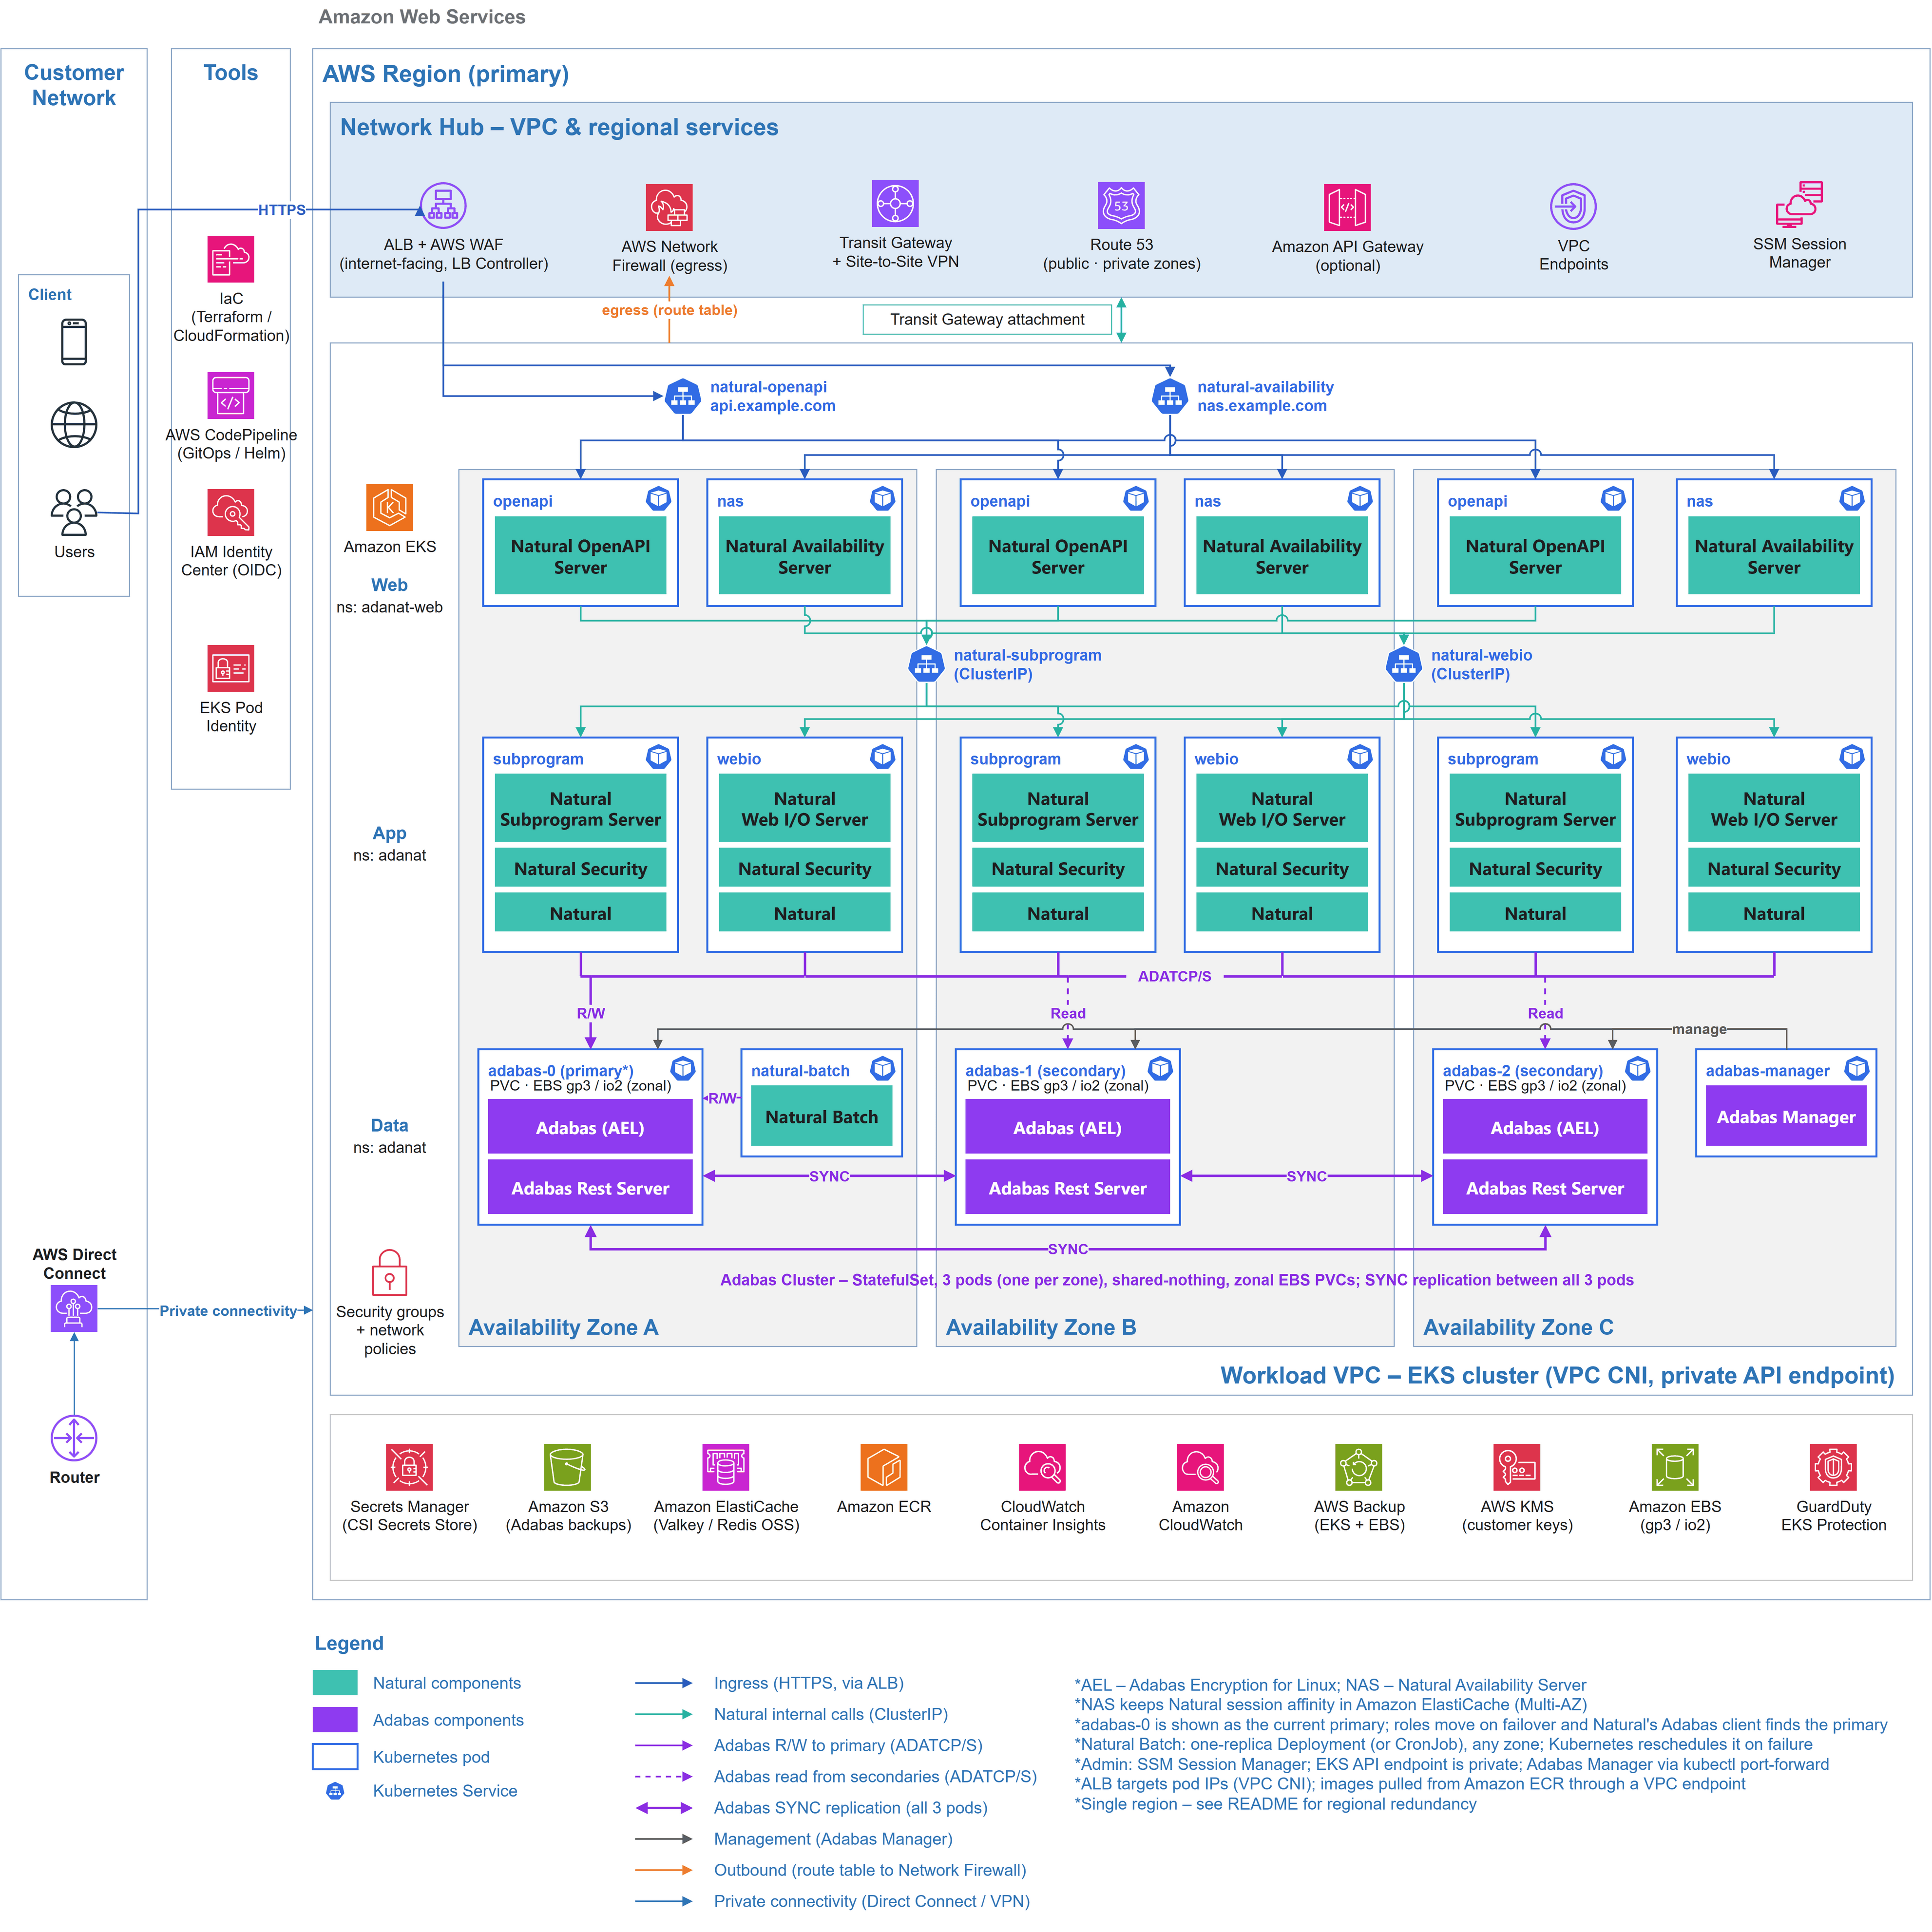 Amazon Web Services
Customer
Network
Tools
AWS Region (primary)
Network Hub – VPC & regional services
HTTPS
ALB + AWS WAF
(internet-facing, LB Controller)
AWS Network
Firewall (egress)
Transit Gateway
+ Site-to-Site VPN
53
Route 53
(public · private zones)
Amazon API Gateway
(optional)
VPC
Endpoints
SSM Session
Manager
Client
Users
IaC
(Terraform /
CloudFormation)
AWS CodePipeline
(GitOps / Helm)
IAM Identity
Center (OIDC)
EKS Pod
Identity
egress (route table)
Transit Gateway attachment
natural-openapi
api.example.com
natural-availability
nas.example.com
Amazon EKS
Web
ns: adanat-web
openapi
Natural OpenAPI
Server
nas
Natural Availability
Server
openapi
Natural OpenAPI
Server
nas
Natural Availability
Server
openapi
Natural OpenAPI
Server
nas
Natural Availability
Server
natural-subprogram
(ClusterIP)
natural-webio
(ClusterIP)
App
ns: adanat
subprogram
Natural
Subprogram Server
Natural Security
Natural
webio
Natural
Web I/O Server
Natural Security
Natural
subprogram
Natural
Subprogram Server
Natural Security
Natural
webio
Natural
Web I/O Server
Natural Security
Natural
subprogram
Natural
Subprogram Server
Natural Security
Natural
webio
Natural
Web I/O Server
Natural Security
Natural
ADATCP/S
R/W
Read
Read
manage
Data
ns: adanat
adabas-0 (primary*)
PVC · EBS gp3 / io2 (zonal)
Adabas (AEL)
Adabas Rest Server
R/W
natural-batch
Natural Batch
adabas-1 (secondary)
PVC · EBS gp3 / io2 (zonal)
Adabas (AEL)
Adabas Rest Server
adabas-2 (secondary)
PVC · EBS gp3 / io2 (zonal)
Adabas (AEL)
Adabas Rest Server
adabas-manager
Adabas Manager
SYNC
SYNC
SYNC
Adabas Cluster – StatefulSet, 3 pods (one per zone), shared-nothing, zonal EBS PVCs; SYNC replication between all 3 pods
Security groups
+ network
policies
Availability Zone A
Availability Zone B
Availability Zone C
Workload VPC – EKS cluster (VPC CNI, private API endpoint)
AWS Direct
Connect
Private connectivity
Router
Secrets Manager
(CSI Secrets Store)
Amazon S3
(Adabas backups)
Amazon ElastiCache
(Valkey / Redis OSS)
Amazon ECR
CloudWatch
Container Insights
Amazon
CloudWatch
AWS Backup
(EKS + EBS)
AWS KMS
(customer keys)
Amazon EBS
(gp3 / io2)
GuardDuty
EKS Protection
Legend
Natural components
Adabas components
Kubernetes pod
Kubernetes Service
Ingress (HTTPS, via ALB)
Natural internal calls (ClusterIP)
Adabas R/W to primary (ADATCP/S)
Adabas read from secondaries (ADATCP/S)
Adabas SYNC replication (all 3 pods)
Management (Adabas Manager)
Outbound (route table to Network Firewall)
Private connectivity (Direct Connect / VPN)
*AEL – Adabas Encryption for Linux; NAS – Natural Availability Server
*NAS keeps Natural session affinity in Amazon ElastiCache (Multi-AZ)
*adabas-0 is shown as the current primary; roles move on failover and Natural's Adabas client finds the primary
*Natural Batch: one-replica Deployment (or CronJob), any zone; Kubernetes reschedules it on failure
*Admin: SSM Session Manager; EKS API endpoint is private; Adabas Manager via kubectl port-forward
*ALB targets pod IPs (VPC CNI); images pulled from Amazon ECR through a VPC endpoint
*Single region – see README for regional redundancy